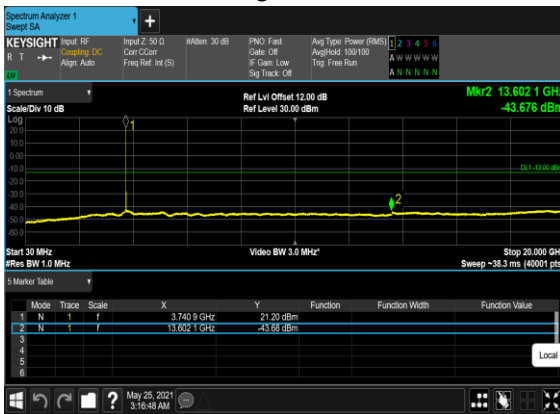 Spectrum Analyzer 1
Swept SA
KEYSIGHT Input: RF Input Z: 50 Ω #Atten: 30 dB PNO: Fast Avg Type: Power (RMS) 1 2 3 4 5 6
R T Coupling: DC Corr CCorr Gate: Off Avg|Hold: 100/100 A W W W W W
Align: Auto Freq Ref: Int (S) IF Gain: Low Trig: Free Run
Sig Track: Off A N N N N N
LV
1 Spectrum Ref Lvl Offset 12.00 dB Mkr2 13.602 1 GHz
Scale/Div 10 dB Ref Level 30.00 dBm -43.676 dBm
Log
20.0
10.0
0.00
-10.0
-20.0
-30.0
-40.0
-50.0
-60.0
1
DL1 -13.00 dBm
2
Start 30 MHz Video BW 3.0 MHz* Stop 20.000 GHz
#Res BW 1.0 MHz Sweep ~38.3 ms (40001 pts)
5 Marker Table
Mode Trace Scale X Y Function Function Width Function Value
1 N 1 f 3.740 9 GHz 21.20 dBm
2 N 1 f 13.602 1 GHz -43.68 dBm
3
4
5
6
Local
? May 25, 2021
3:16:48 AM